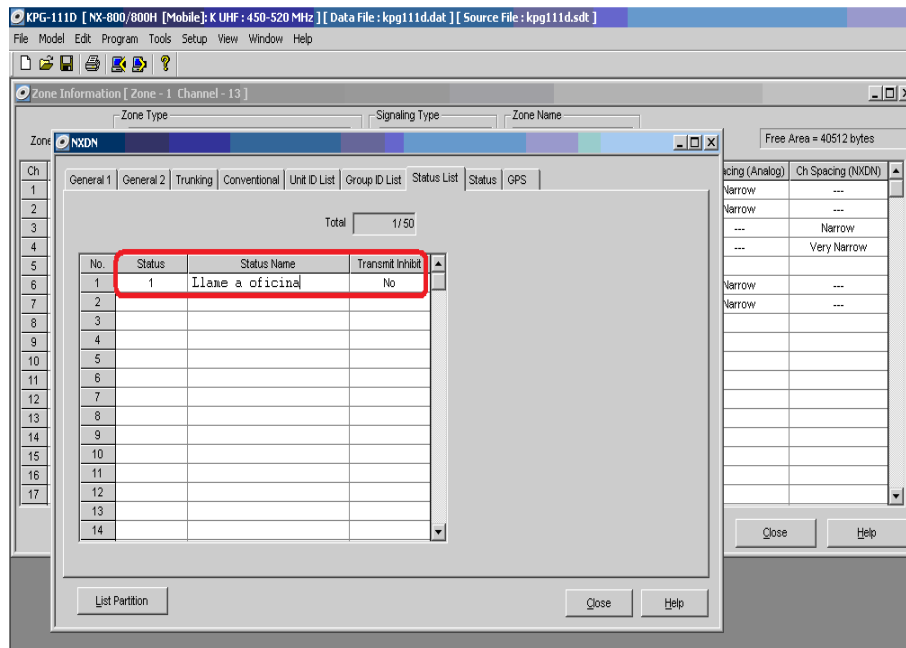 KPG-111D [ NX-800/800H [Mobile]: K UHF : 450-520 MHz ] [ Data File : kpg111d.dat ] [ Source File : kpg111d.sdt ]
File Model Edit Program Tools Setup View Window Help
Zone Information [ Zone - 1 Channel - 13 ]
Zone Type Signaling Type Zone Name
Zone Free Area = 40512 bytes
NXDN
General 1 General 2 Trunking Conventional Unit ID List Group ID List Status List Status GPS
Total 1/50
No. Status Status Name Transmit Inhibit
1 1 Llame a oficina No
2
3
4
5
6
7
8
9
10
11
12
13
14
List Partition Close Help
Ch
1
2
3
4
5
6
7
8
9
10
11
12
13
14
15
16
17
(Analog) Ch Spacing (NXDN)
Narrow ---
Narrow ---
--- Narrow
--- Very Narrow
Narrow ---
Narrow ---
Close Help